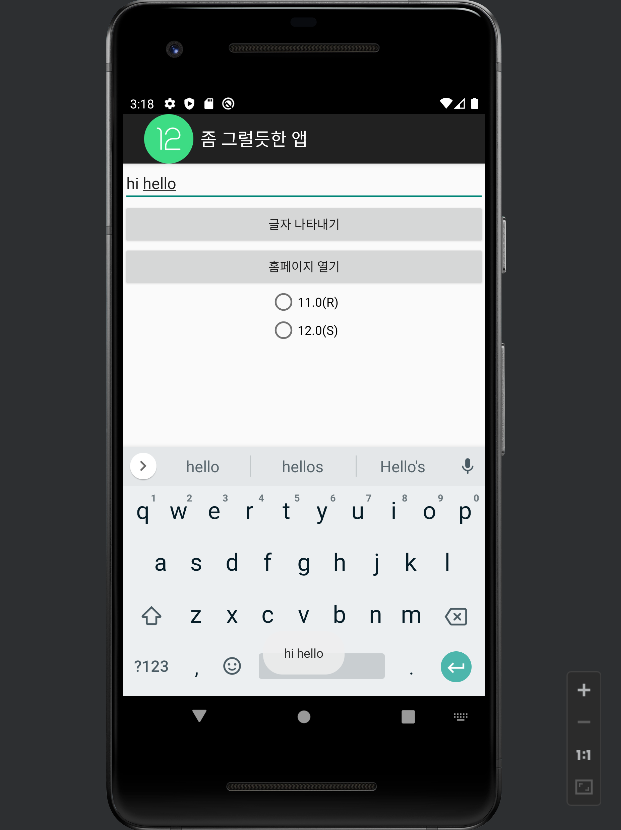 3:18
12 좀 그럴듯한 앱
hi hello
글자 나타내기
홈페이지 열기
11.0(R)
12.0(S)
hello hellos Hello's
1 2 3 4 5 6 7 8 9 0
q w e r t y u i o p
a s d f g h j k l
z x c v b n m
hi hello
?123 , .
1:1